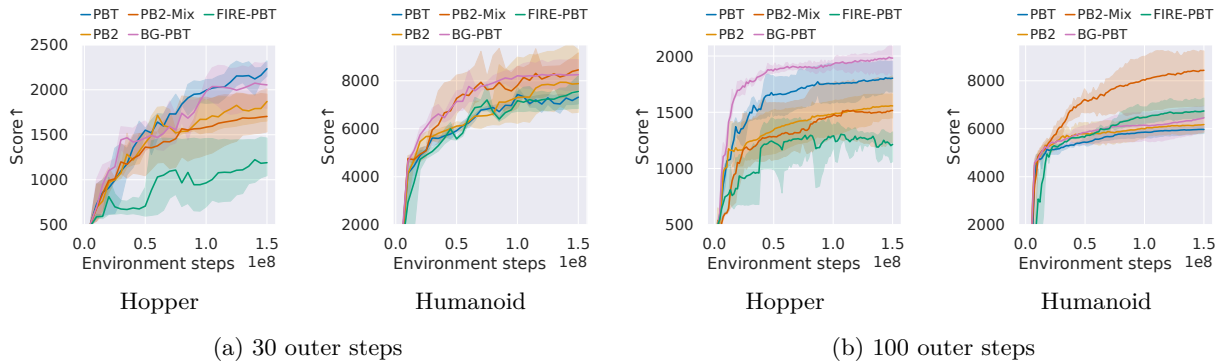 PBT PB2-Mix FIRE-PBT
PB2 BG-PBT
2500
2000
1500
1000
500
Score↑
0.0 0.5 1.0 1.5
Environment steps 1e8
Hopper
PBT PB2-Mix FIRE-PBT
PB2 BG-PBT
8000
6000
4000
2000
Score↑
0.0 0.5 1.0 1.5
Environment steps 1e8
Humanoid
(a) 30 outer steps
PBT PB2-Mix FIRE-PBT
PB2 BG-PBT
2000
1500
1000
500
Score↑
0.0 0.5 1.0 1.5
Environment steps 1e8
Hopper
PBT PB2-Mix FIRE-PBT
PB2 BG-PBT
8000
6000
4000
2000
Score↑
0.0 0.5 1.0 1.5
Environment steps 1e8
Humanoid
(b) 100 outer steps